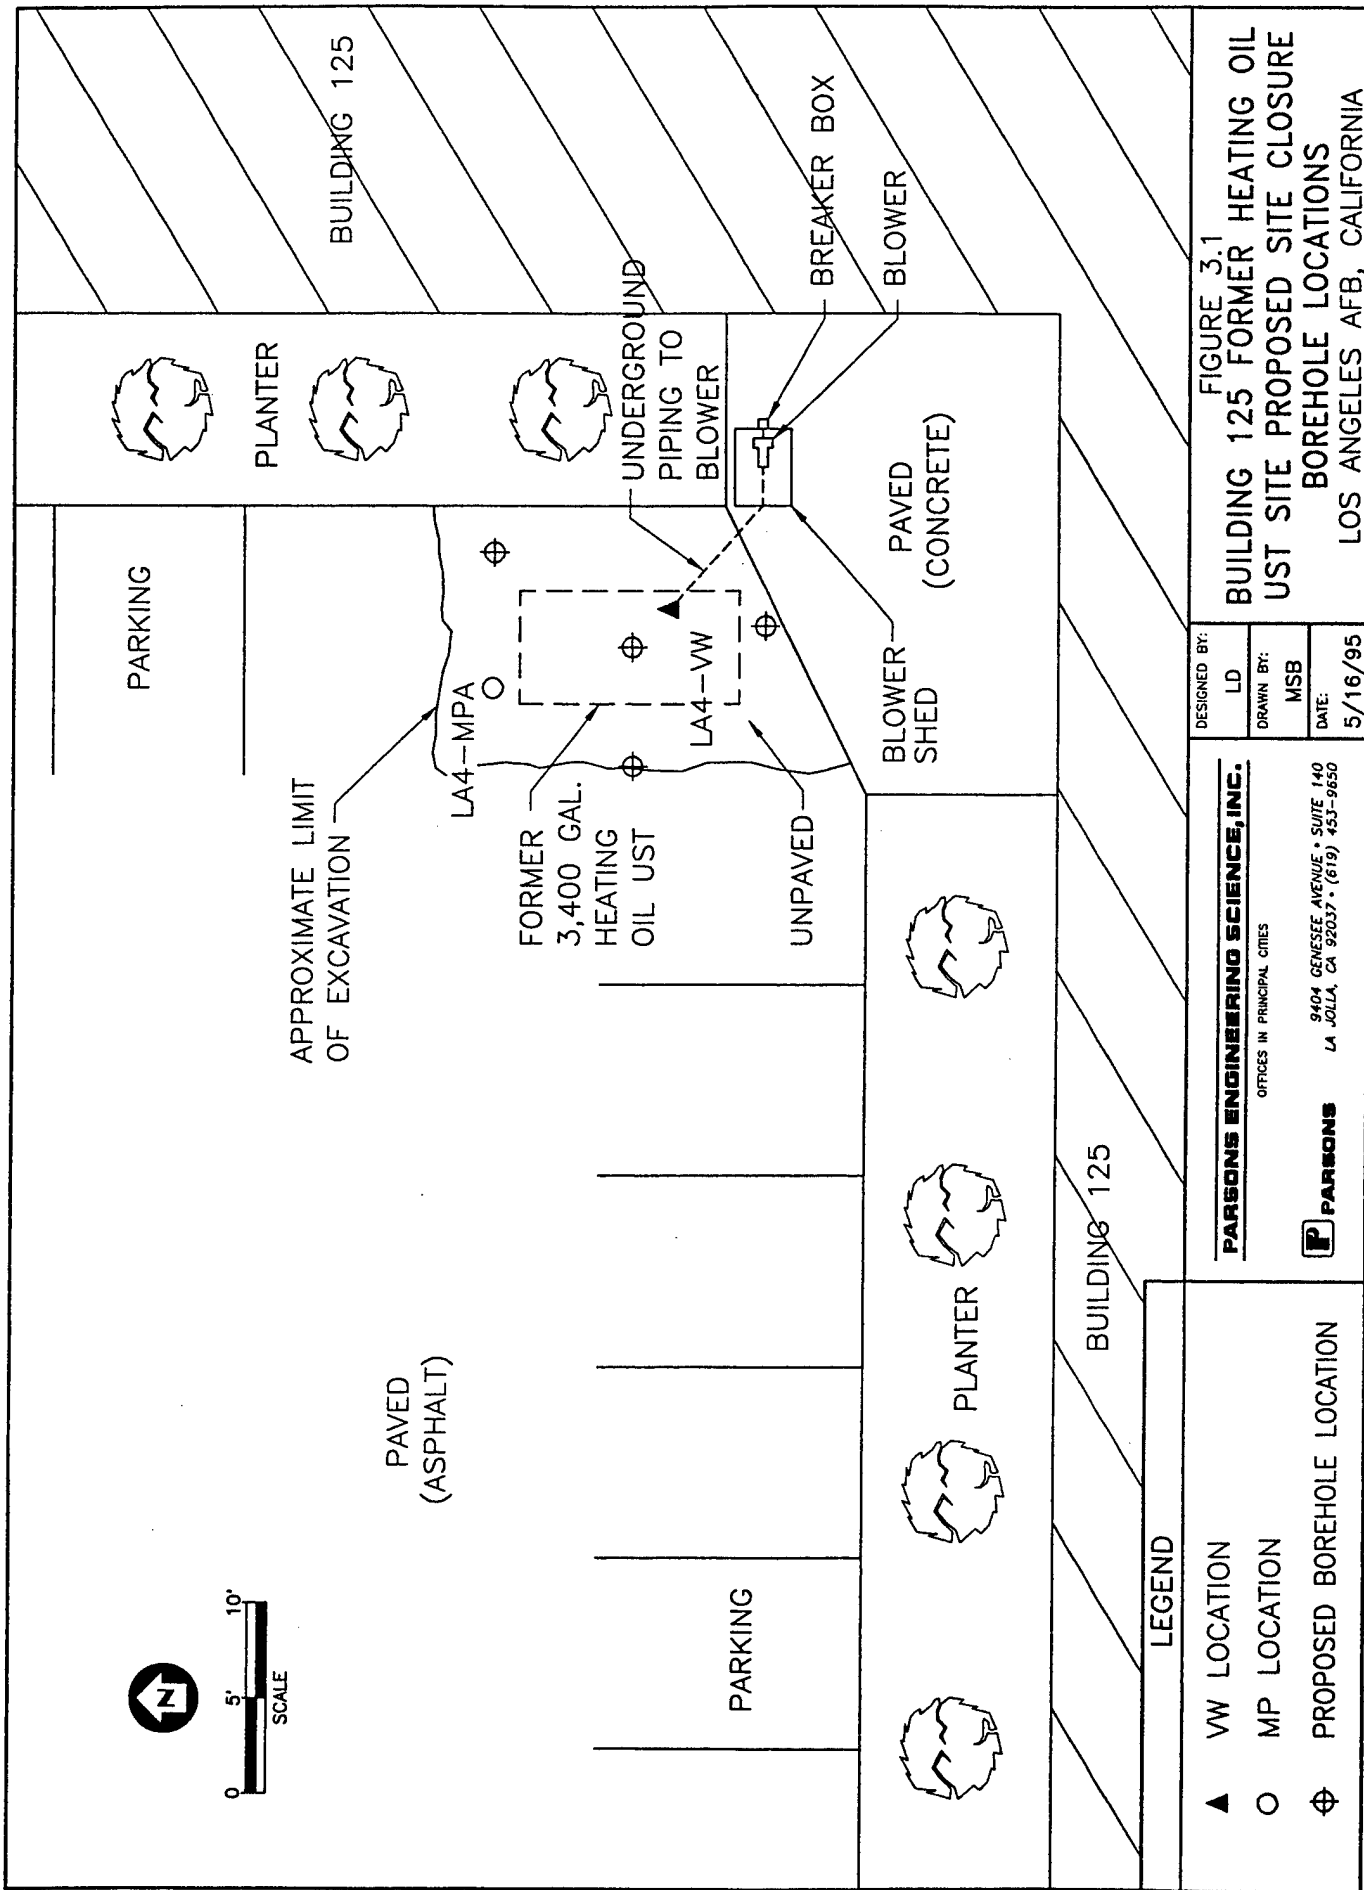 BUILDING 125
PLANTER
PARKING
UNDERGROUND
PIPING TO
BLOWER
BREAKER BOX
BLOWER
PAVED
(CONCRETE)
BLOWER
SHED
APPROXIMATE LIMIT
OF EXCAVATION
LA4-MPA
FORMER
3,400 GAL.
HEATING
OIL UST
LA4-VW
UNPAVED
PAVED
(ASPHALT)
N
0 5' 10'
SCALE
PARKING
PLANTER
BUILDING 125
LEGEND
VW LOCATION
MP LOCATION
PROPOSED BOREHOLE LOCATION
PARSONS ENGINEERING SCIENCE, INC.
OFFICES IN PRINCIPAL CITIES
P PARSONS
9404 GENESEE AVENUE • SUITE 140
LA JOLLA, CA 92037 • (619) 453-9650
DESIGNED BY:
LD
DRAWN BY:
MSB
DATE:
5/16/95
FIGURE 3.1
BUILDING 125 FORMER HEATING OIL
UST SITE PROPOSED SITE CLOSURE
BOREHOLE LOCATIONS
LOS ANGELES AFB, CALIFORNIA